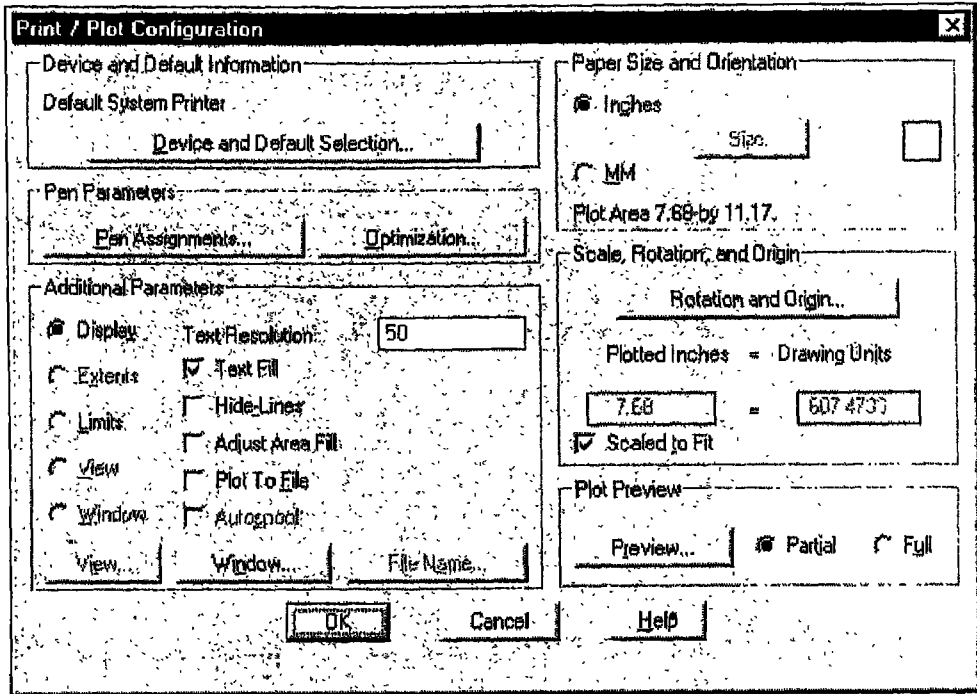 Print / Plot Configuration
Device and Default Information
Default System Printer
Device and Default Selection...
Pen Parameters
Pen Assignments...
Optimization...
Additional Parameters
Display
Extents
Limits
View
Window
Text Resolution:
50
Text Fill
Hide Lines
Adjust Area Fill
Plot To File
Autospool
View...
Window...
File Name...
Paper Size and Orientation
Inches
Size...
MM
Plot Area 7.68 by 11.17.
Scale, Rotation, and Origin
Rotation and Origin...
Plotted Inches = Drawing Units
7.68 =
Scaled to Fit
Plot Preview
Preview...
Partial
Full
OK
Cancel
Help